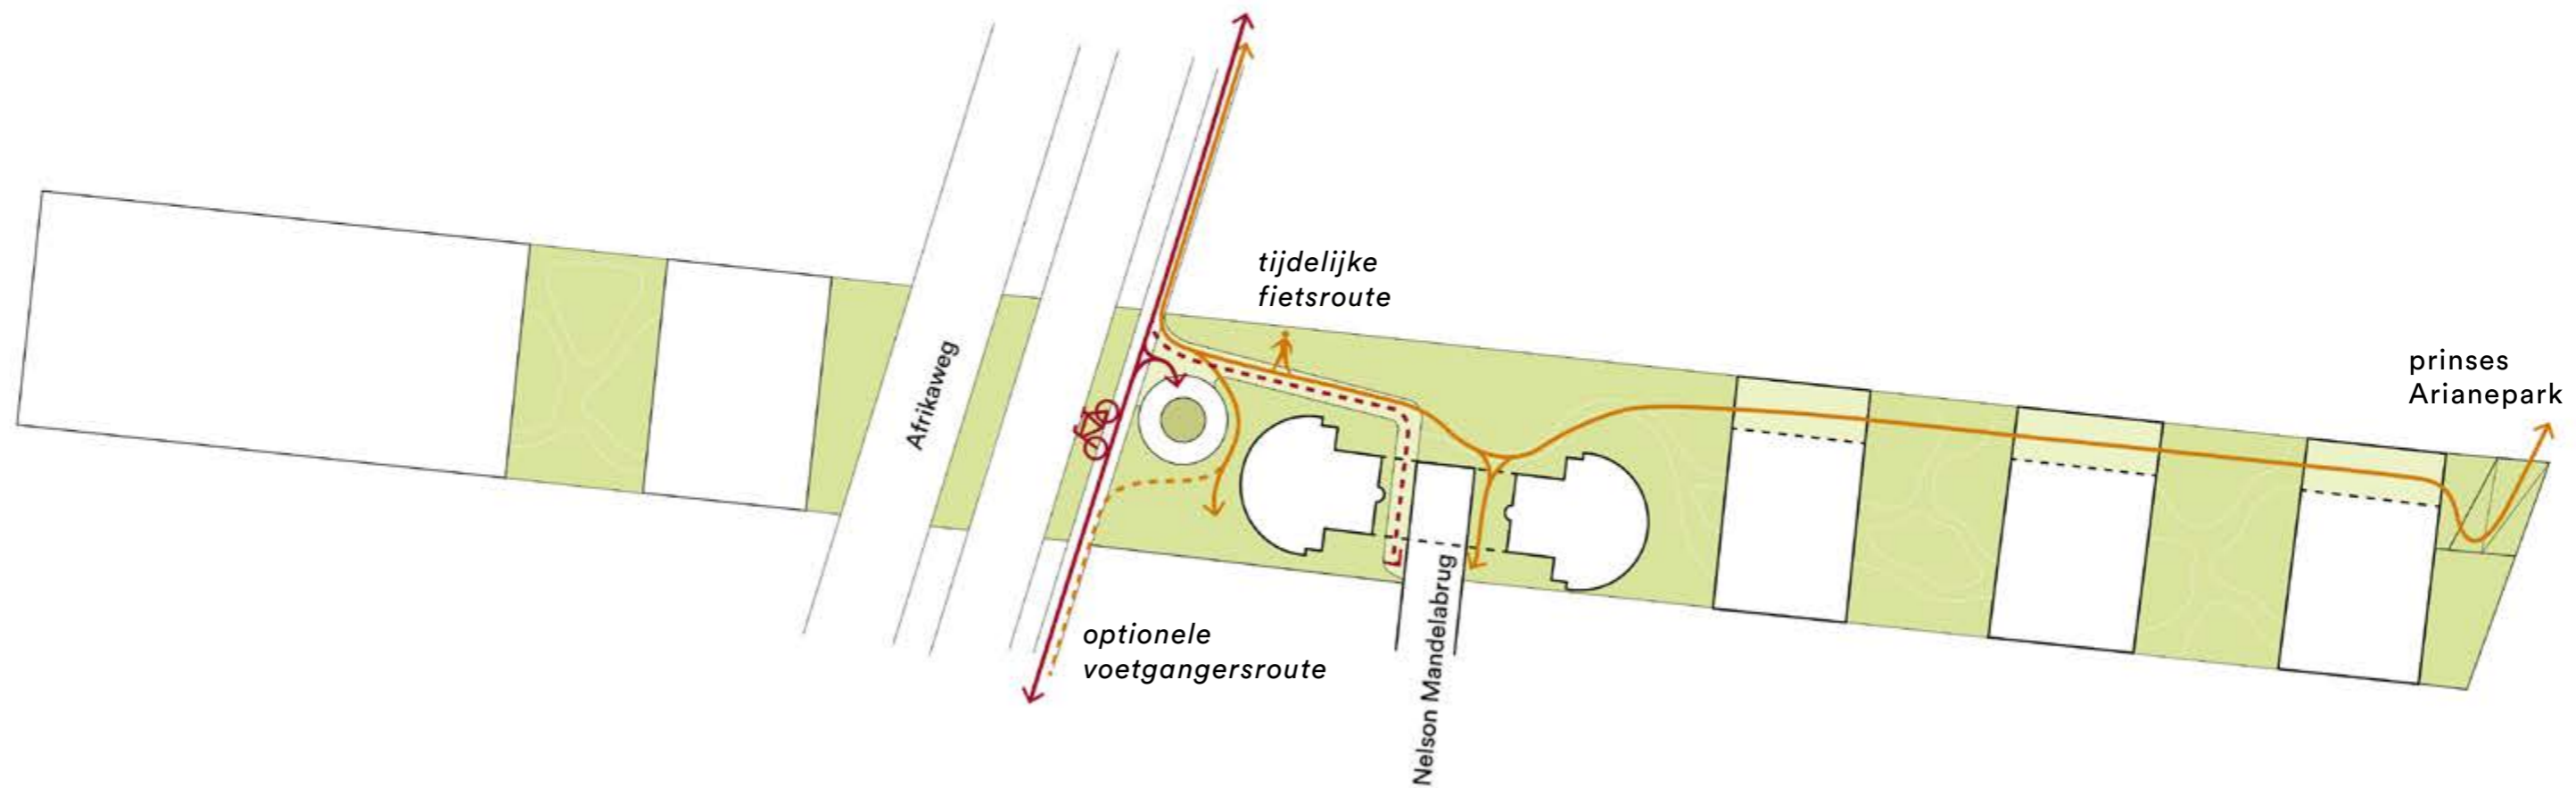 tijdelijke
fietsroute
Afrikaweg
prinses
Arianepark
optionele
voetgangersroute
Nelson Mandelabrug